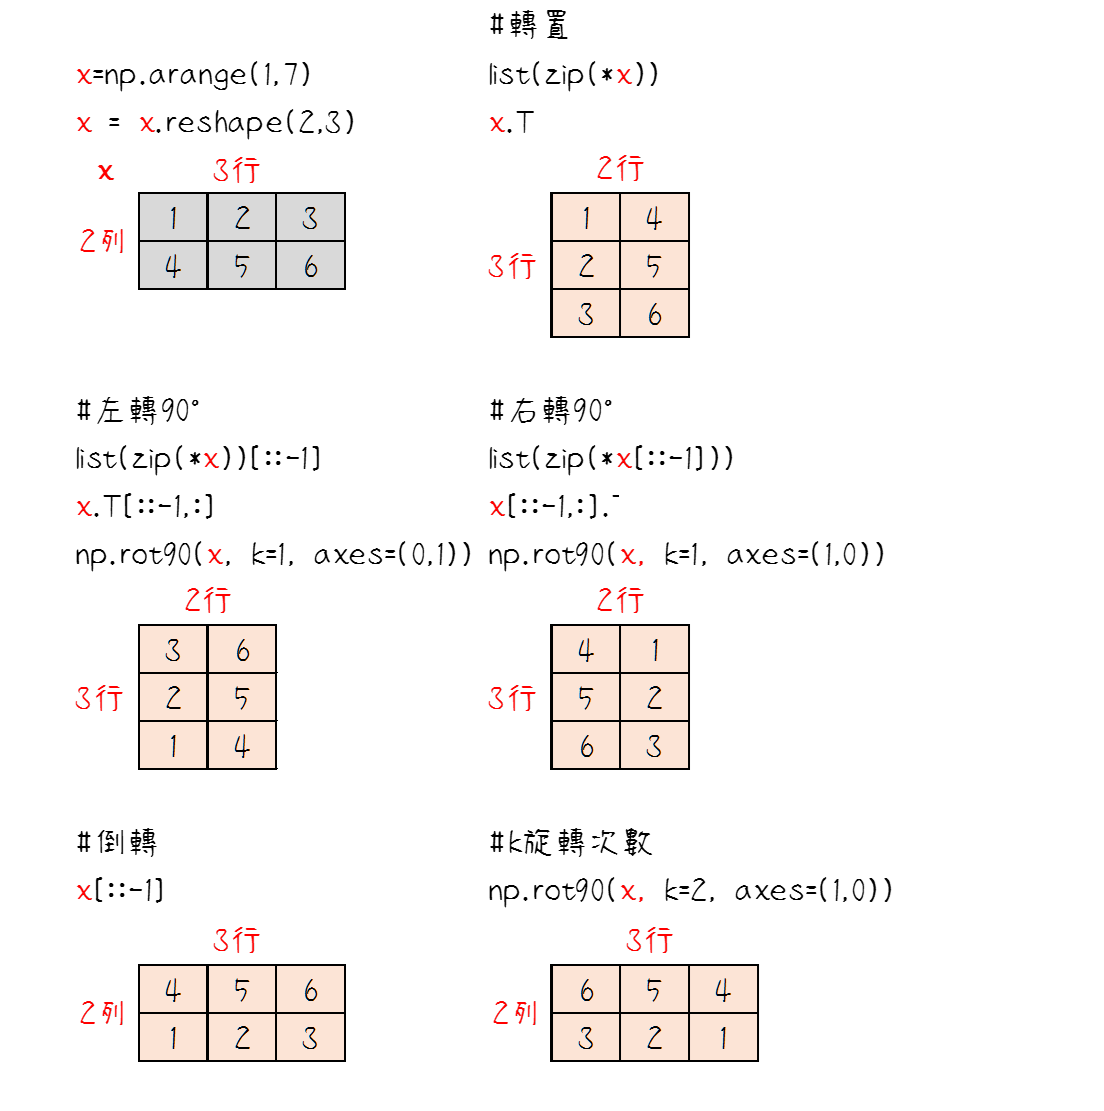 x=np.arange(1,7)
x = x.reshape(2,3)
x 3行
2列
1 2 3
4 5 6
#轉置
list(zip(*x))
x.T
2行
3行
1 4
2 5
3 6
#左轉90°
list(zip(*x))[::-1]
x.T[::-1,:]
np.rot90(x, k=1, axes=(0,1))
2行
3行
3 6
2 5
1 4
#右轉90°
list(zip(*x[::-1]))
x[::-1,:].
np.rot90(x, k=1, axes=(1,0))
2行
3行
4 1
5 2
6 3
#倒轉
x[::-1]
3行
2列
4 5 6
1 2 3
#k旋轉次數
np.rot90(x, k=2, axes=(1,0))
3行
2列
6 5 4
3 2 1